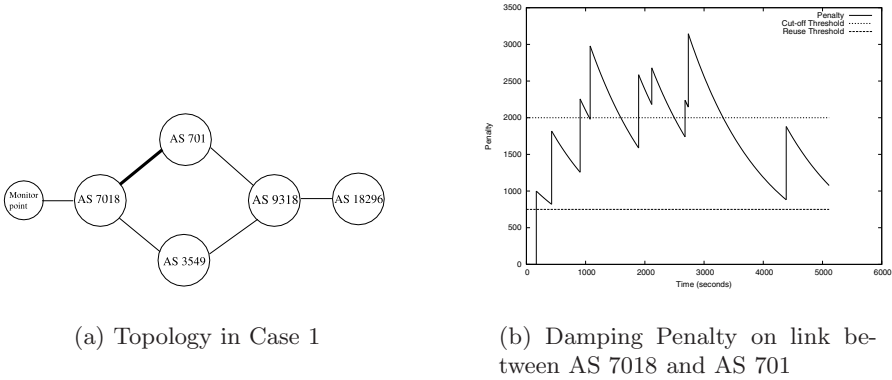 Monitor
point
AS 7018
AS 701
AS 3549
AS 9318
AS 18296
(a) Topology in Case 1
3500
3000
2500
2000
1500
1000
500
0
Penalty
0
1000
2000
3000
4000
5000
6000
Time (seconds)
Penalty
Cut-off Threshold
Reuse Threshold
(b) Damping Penalty on link be-
tween AS 7018 and AS 701